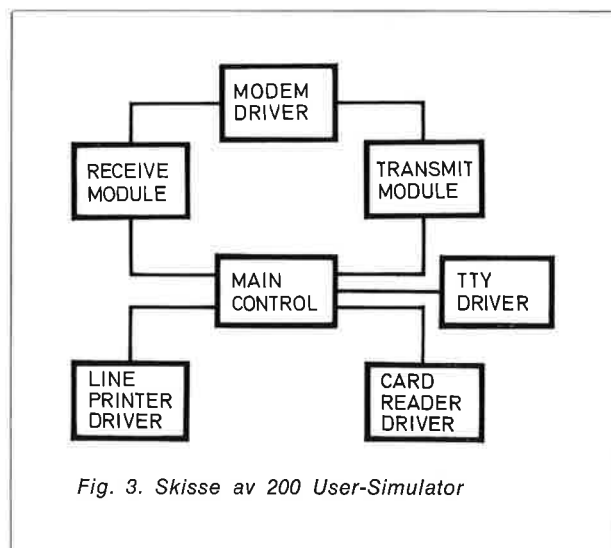 MODEM
DRIVER
RECEIVE
MODULE
TRANSMIT
MODULE
MAIN
CONTROL
TTY
DRIVER
LINE
PRINTER
DRIVER
CARD
READER
DRIVER
Fig. 3. Skisse av 200 User-Simulator